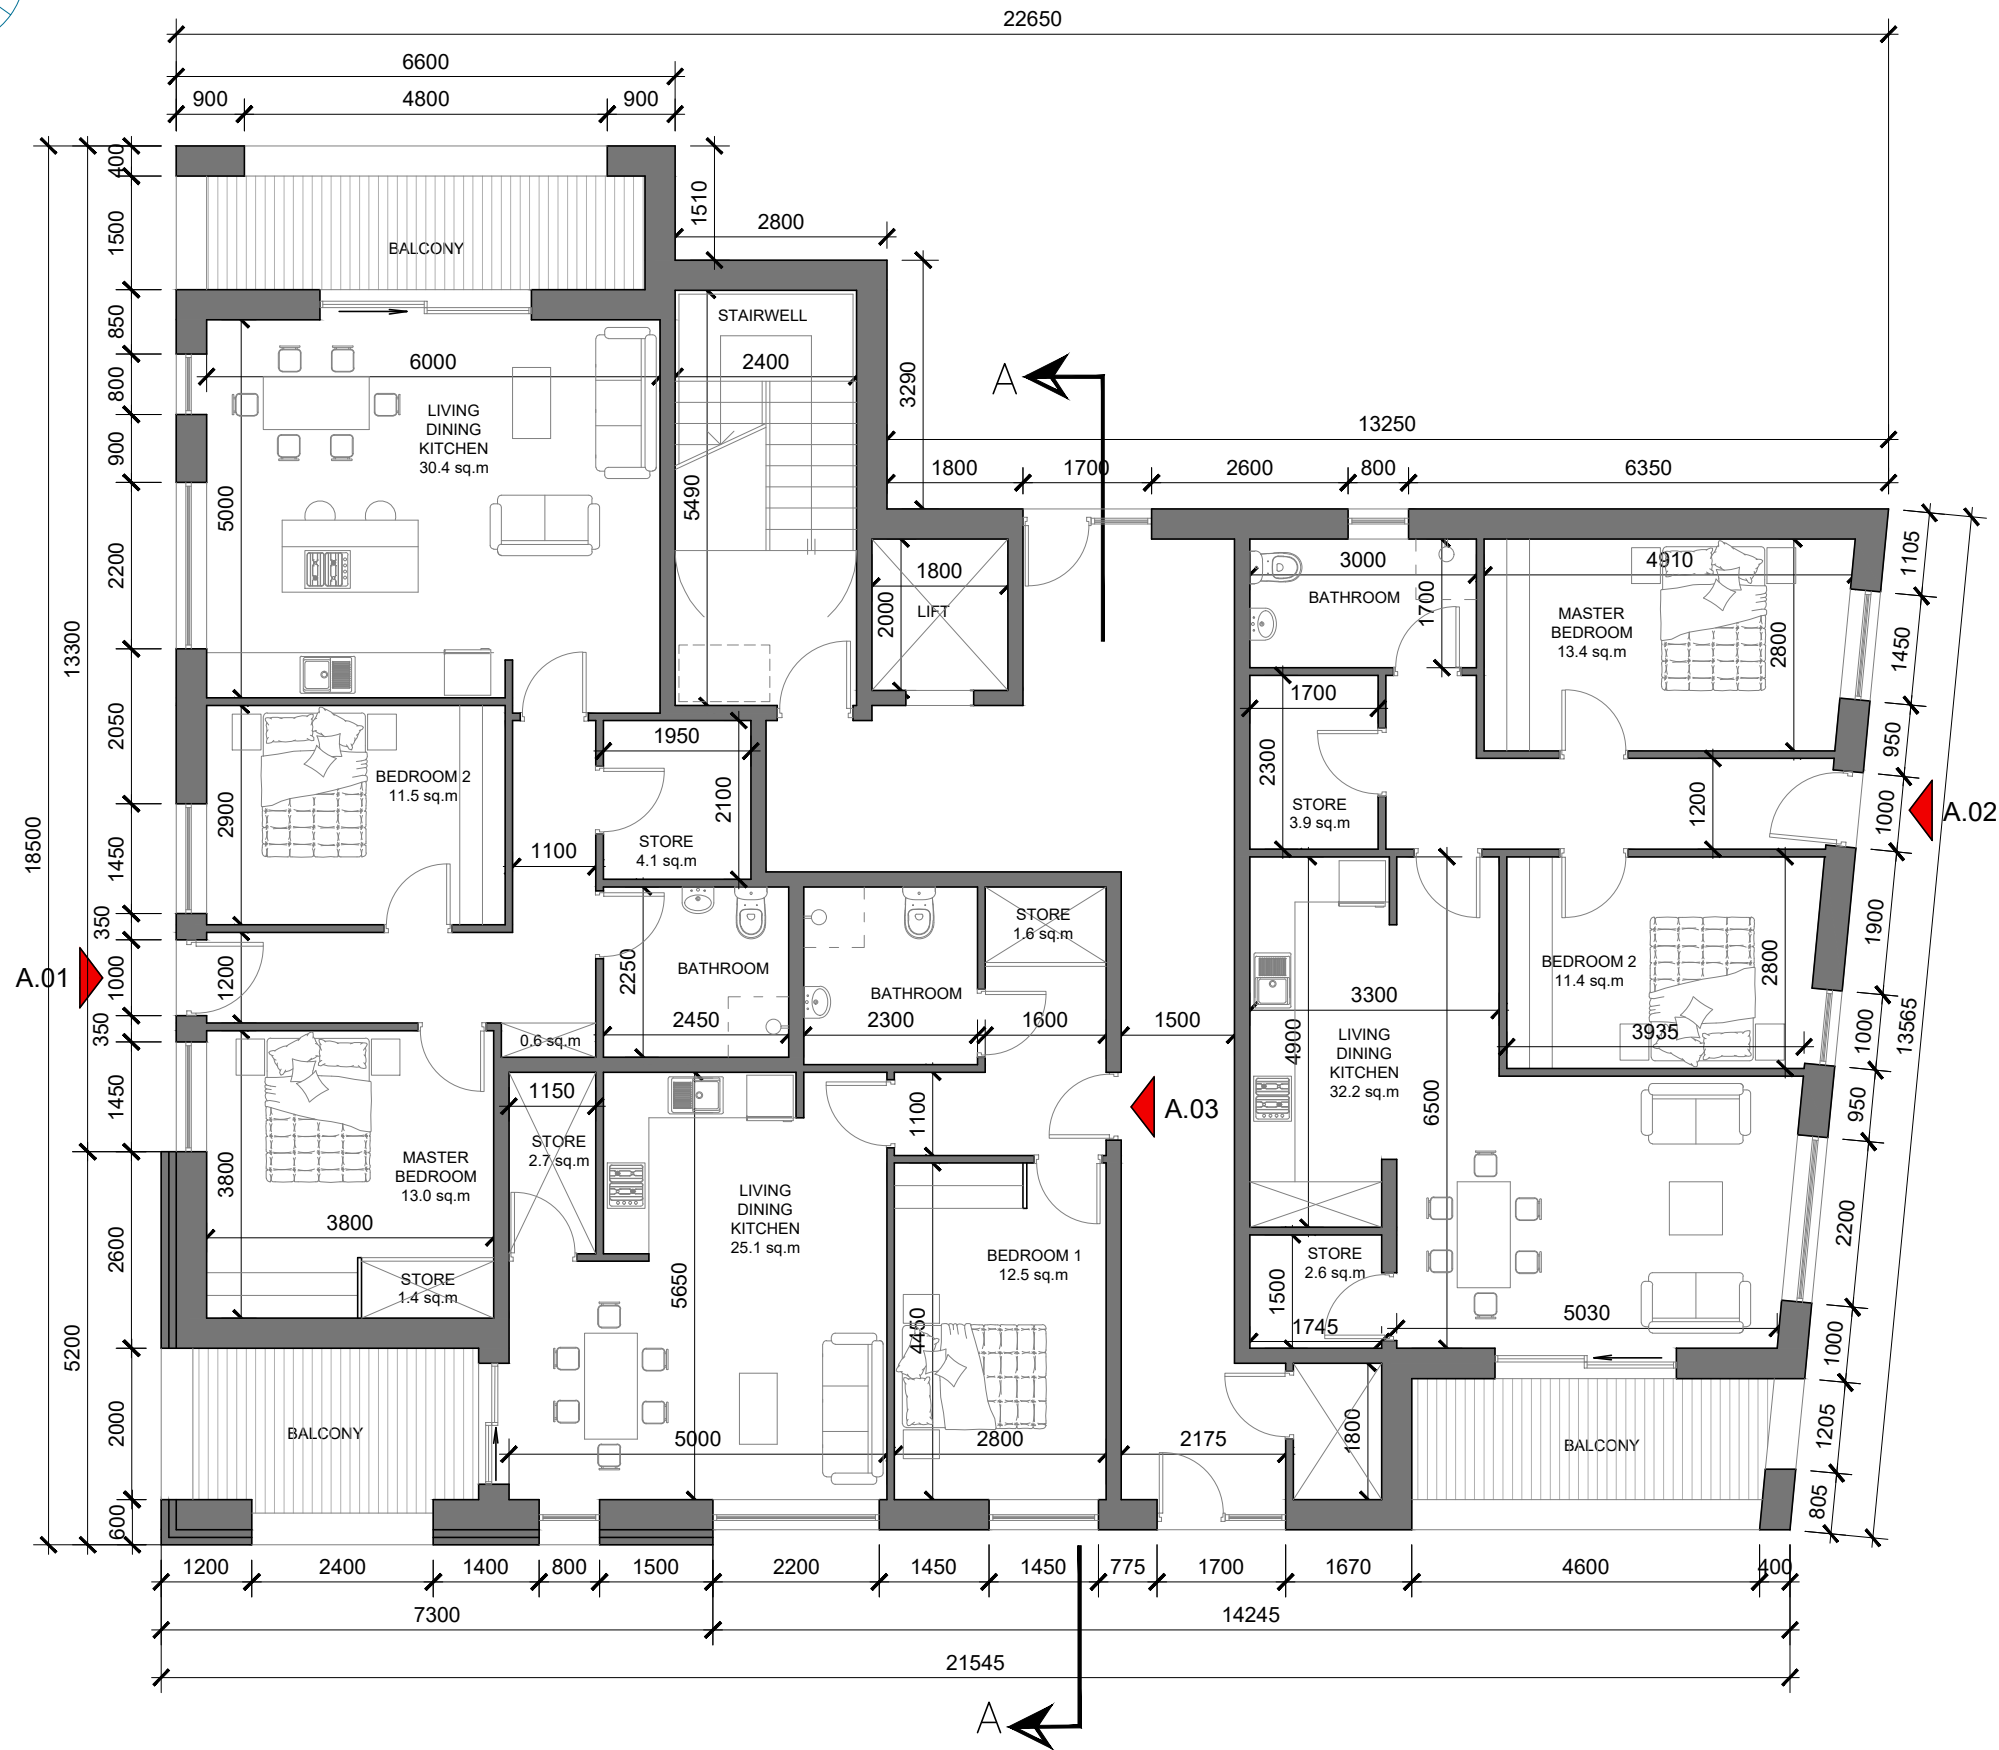 22650
6600
900
4800
900
400
1510
2800
1500
BALCONY
850
STAIRWELL
6000
2400
800
3290
A
LIVING
DINING
KITCHEN
30.4 sq.m
13250
900
1800
1700
2600
800
6350
5000
5490
2200
1800
2000
LIFT
3000
BATHROOM
1700
4910
MASTER
BEDROOM
13.4 sq.m
2800
1105
1450
13300
2050
1950
1700
950
2300
BEDROOM 2
11.5 sq.m
2900
2100
STORE
4.1 sq.m
STORE
3.9 sq.m
1200
1000
A.02
18500
1450
1100
350
STORE
1.6 sq.m
1900
BEDROOM 2
11.4 sq.m
2800
A.01
1000
1200
2250
BATHROOM
BATHROOM
3300
350
0.6 sq.m
2450
2300
1600
1500
4900
LIVING
DINING
KITCHEN
32.2 sq.m
3935
1000
13565
1450
1150
1100
A.03
6500
950
STORE
2.7 sq.m
MASTER
BEDROOM
13.0 sq.m
3800
3800
LIVING
DINING
KITCHEN
25.1 sq.m
2200
2600
STORE
1.4 sq.m
5650
BEDROOM 1
12.5 sq.m
STORE
2.6 sq.m
1500
1745
5030
5200
4450
1000
2000
BALCONY
5000
2800
2175
1800
BALCONY
1205
600
805
1200
2400
1400
800
1500
2200
1450
1450
775
1700
1670
4600
400
7300
14245
21545
A